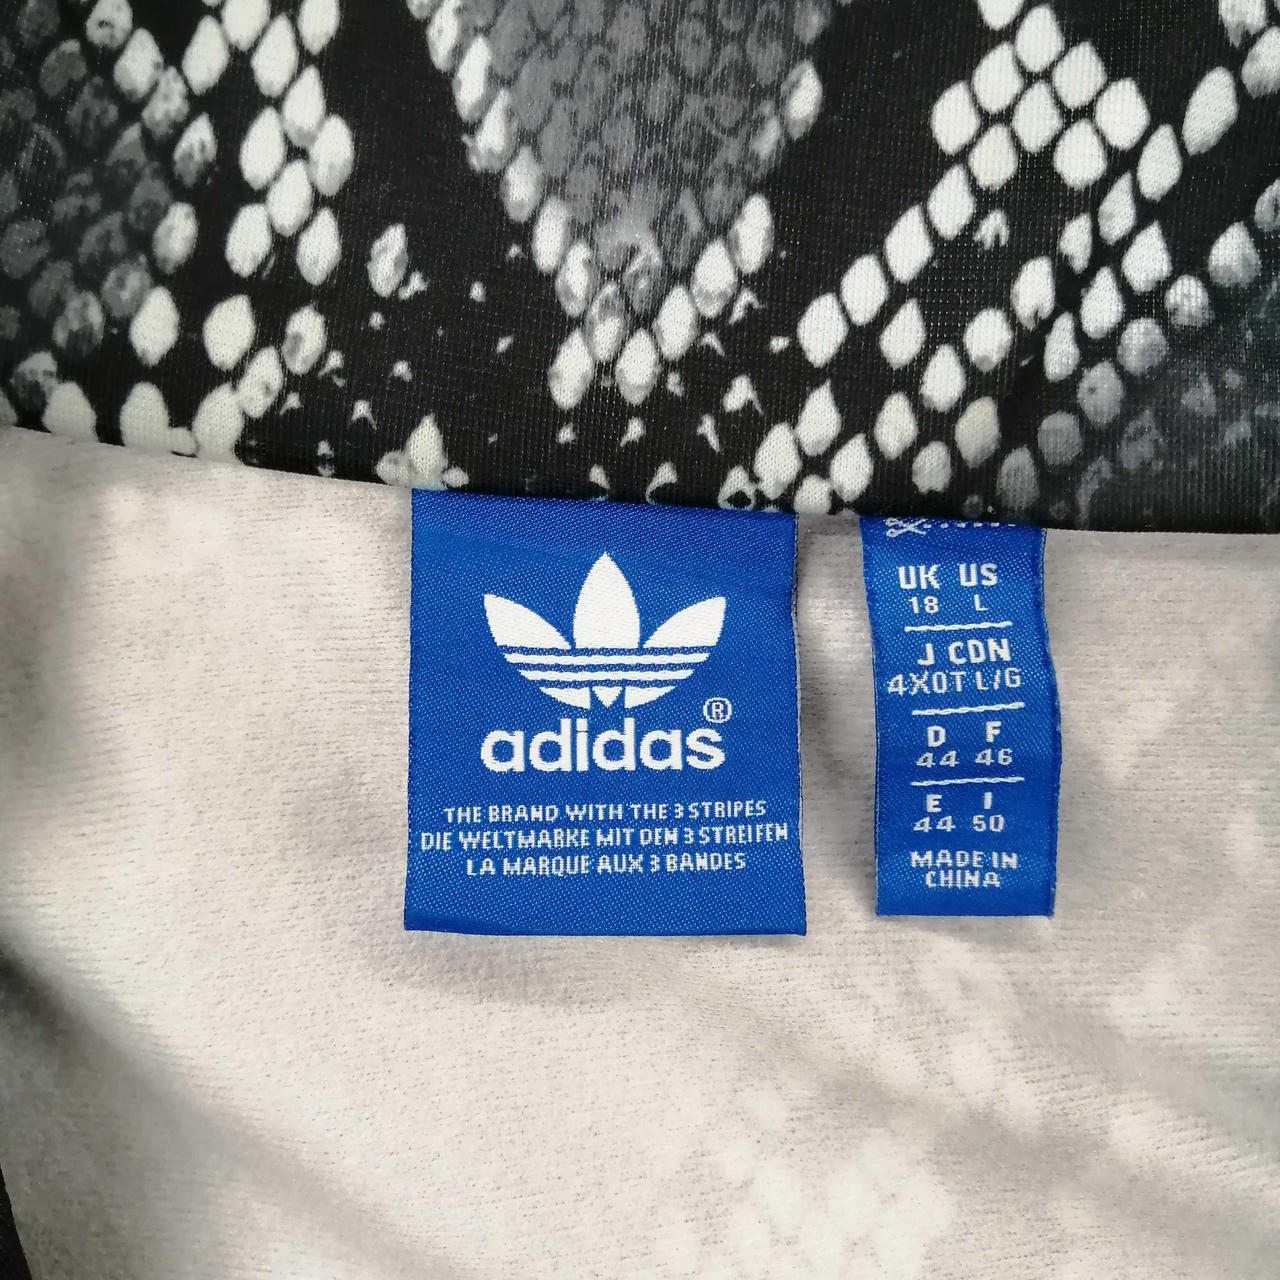 adidas®
THE BRAND WITH THE 3 STRIPES
DIE WELTMARKE MIT DEN 3 STREIFEN
LA MARQUE AUX 3 BANDES
UK US
18 L
J CDN
4XOT L/G
D F
44 46
E I
44 50
MADE IN
CHINA